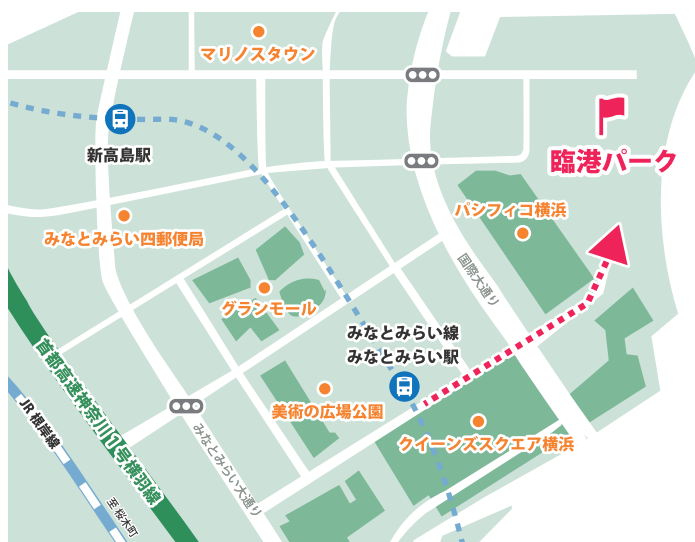 マリノスタウン
新高島駅
臨港パーク
パシフィコ横浜
みなとみらい四郵便局
国際大通り
グランモール
みなとみらい線
みなとみらい駅
首都高速神奈川1号横羽線
美術の広場公園
JR 根岸線
みなとみらい大通り
クイーンズスクエア横浜
至 桜木町